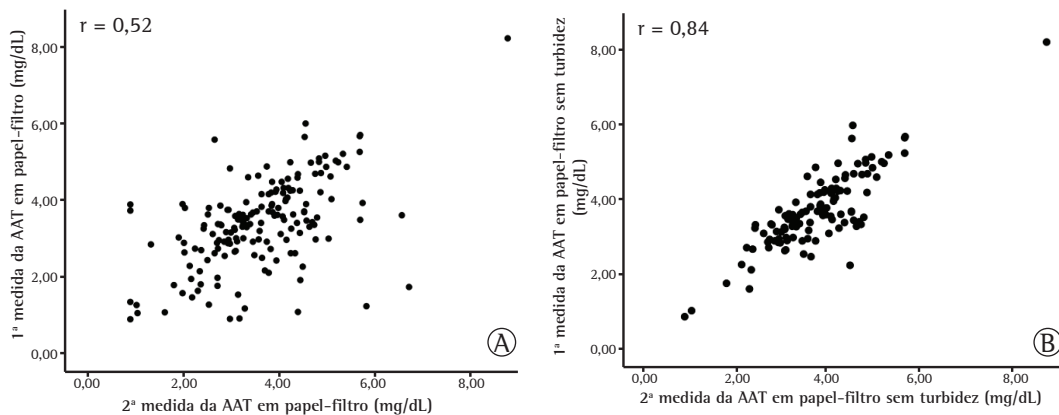 r = 0,52
1ª medida da AAT em papel-filtro (mg/dL)
8,00
6,00
4,00
2,00
0,00
0,00 2,00 4,00 6,00 8,00
2ª medida da AAT em papel-filtro (mg/dL)
A
r = 0,84
1ª medida da AAT em papel-filtro sem turbidez
(mg/dL)
8,00
6,00
4,00
2,00
0,00
0,00 2,00 4,00 6,00 8,00
2ª medida da AAT em papel-filtro sem turbidez (mg/dL)
B